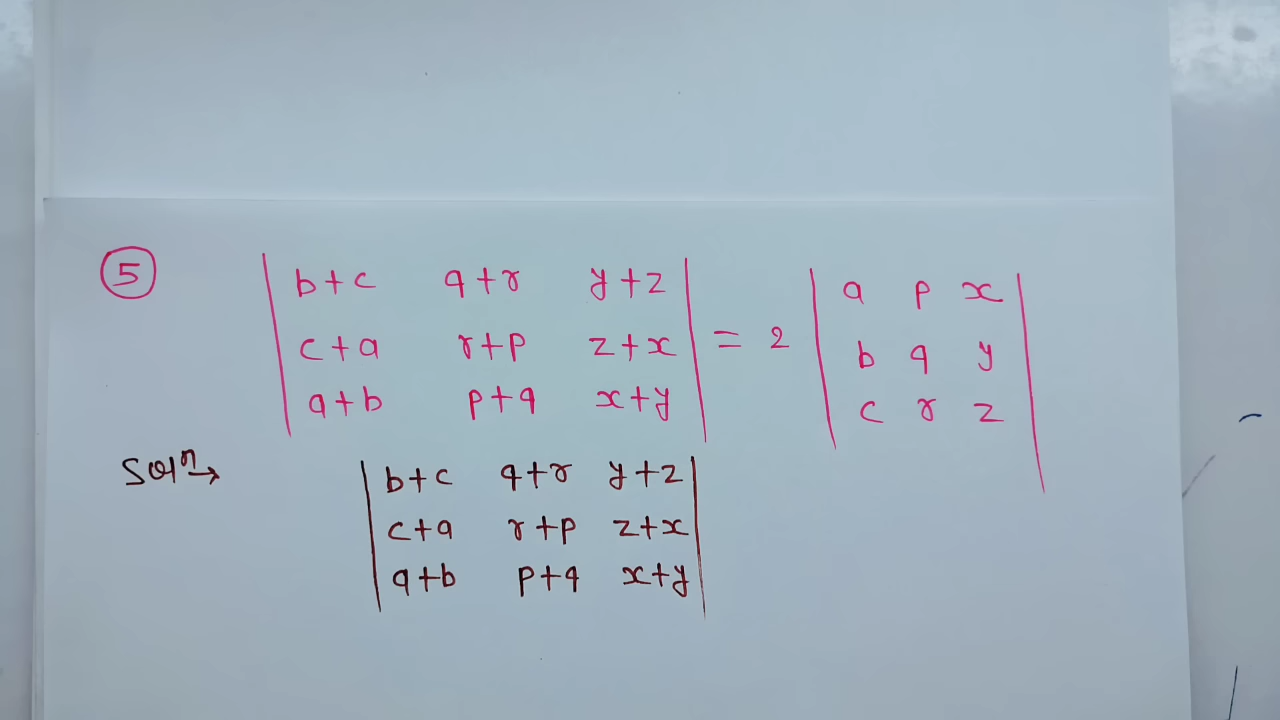 ⑤ | b+c q+r y+z |
| c+a r+p z+x | = 2 | a p x |
| a+b p+q x+y | | b q y |
| c r z |
Solⁿ→ | b+c q+r y+z |
| c+a r+p z+x |
| a+b p+q x+y |